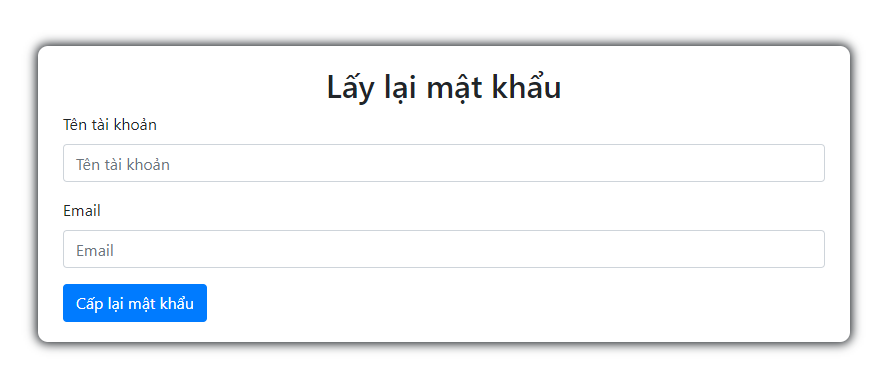 Lấy lại mật khẩu
Tên tài khoản
Tên tài khoản
Email
Email
Cấp lại mật khẩu